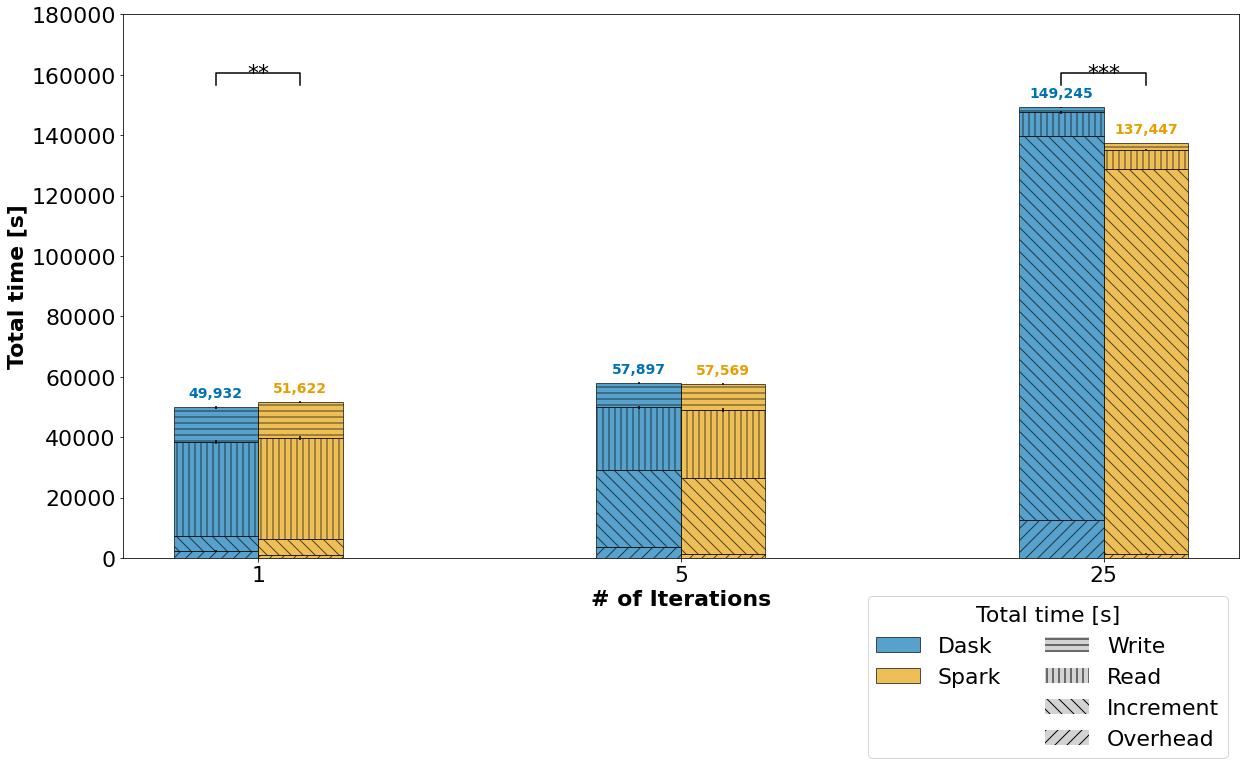 180000
160000
140000
120000
100000
80000
60000
40000
20000
0
Total time [s]
**
***
149,245
137,447
49,932
51,622
57,897
57,569
1
5
25
# of Iterations
Total time [s]
Dask
Spark
Write
Read
Increment
Overhead